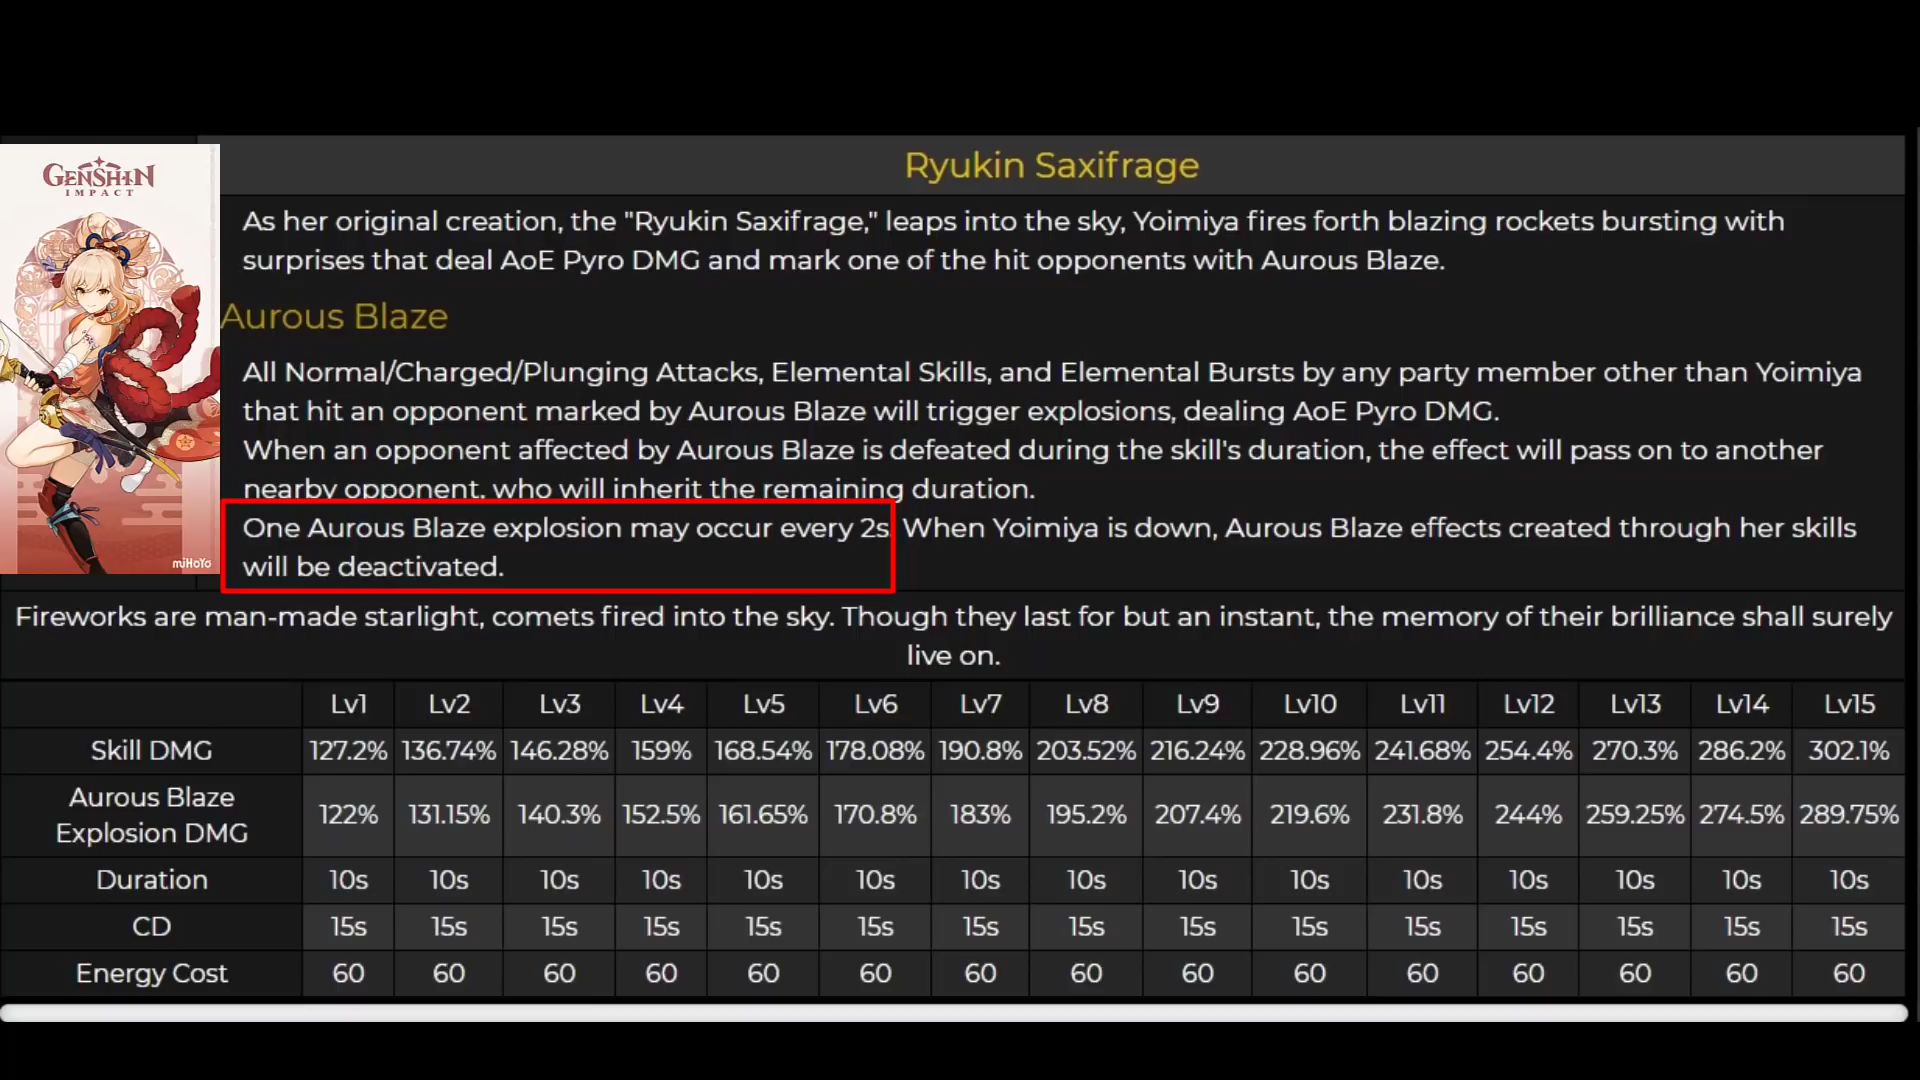 GENSHIN
IMPACT
miHoYo
Ryukin Saxifrage
As her original creation, the "Ryukin Saxifrage," leaps into the sky, Yoimiya fires forth blazing rockets bursting with
surprises that deal AoE Pyro DMG and mark one of the hit opponents with Aurous Blaze.
Aurous Blaze
All Normal/Charged/Plunging Attacks, Elemental Skills, and Elemental Bursts by any party member other than Yoimiya
that hit an opponent marked by Aurous Blaze will trigger explosions, dealing AoE Pyro DMG.
When an opponent affected by Aurous Blaze is defeated during the skill's duration, the effect will pass on to another
nearby opponent, who will inherit the remaining duration.
One Aurous Blaze explosion may occur every 2s. When Yoimiya is down, Aurous Blaze effects created through her skills
will be deactivated.
Fireworks are man-made starlight, comets fired into the sky. Though they last for but an instant, the memory of their brilliance shall surely
live on.
Lv1 Lv2 Lv3 Lv4 Lv5 Lv6 Lv7 Lv8 Lv9 Lv10 Lv11 Lv12 Lv13 Lv14 Lv15
Skill DMG 127.2% 136.74% 146.28% 159% 168.54% 178.08% 190.8% 203.52% 216.24% 228.96% 241.68% 254.4% 270.3% 286.2% 302.1%
Aurous Blaze
Explosion DMG 122% 131.15% 140.3% 152.5% 161.65% 170.8% 183% 195.2% 207.4% 219.6% 231.8% 244% 259.25% 274.5% 289.75%
Duration 10s 10s 10s 10s 10s 10s 10s 10s 10s 10s 10s 10s 10s 10s 10s
CD 15s 15s 15s 15s 15s 15s 15s 15s 15s 15s 15s 15s 15s 15s 15s
Energy Cost 60 60 60 60 60 60 60 60 60 60 60 60 60 60 60